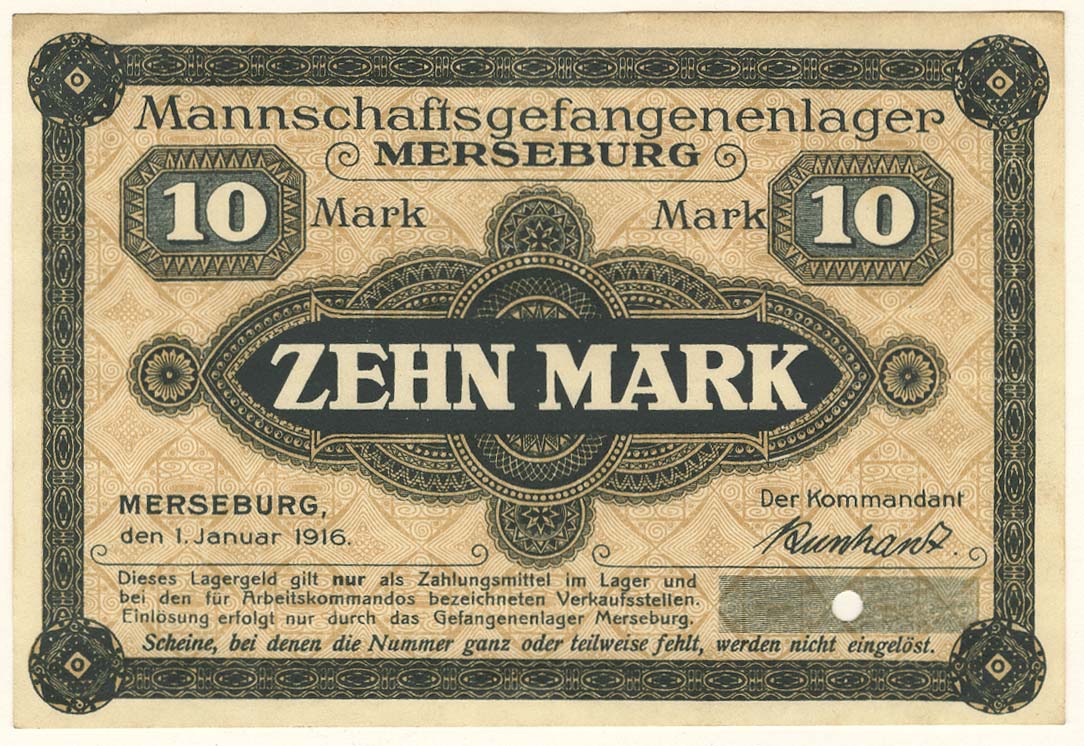 Mannschaftsgefangenenlager
MERSEBURG
10 Mark Mark 10
ZEHN MARK
MERSEBURG,
den 1. Januar 1916.
Der Kommandant
Dieses Lagergeld gilt nur als Zahlungsmittel im Lager und
bei den für Arbeitskommandos bezeichneten Verkaufsstellen.
Einlösung erfolgt nur durch das Gefangenenlager Merseburg.
Scheine, bei denen die Nummer ganz oder teilweise fehlt, werden nicht eingelöst.